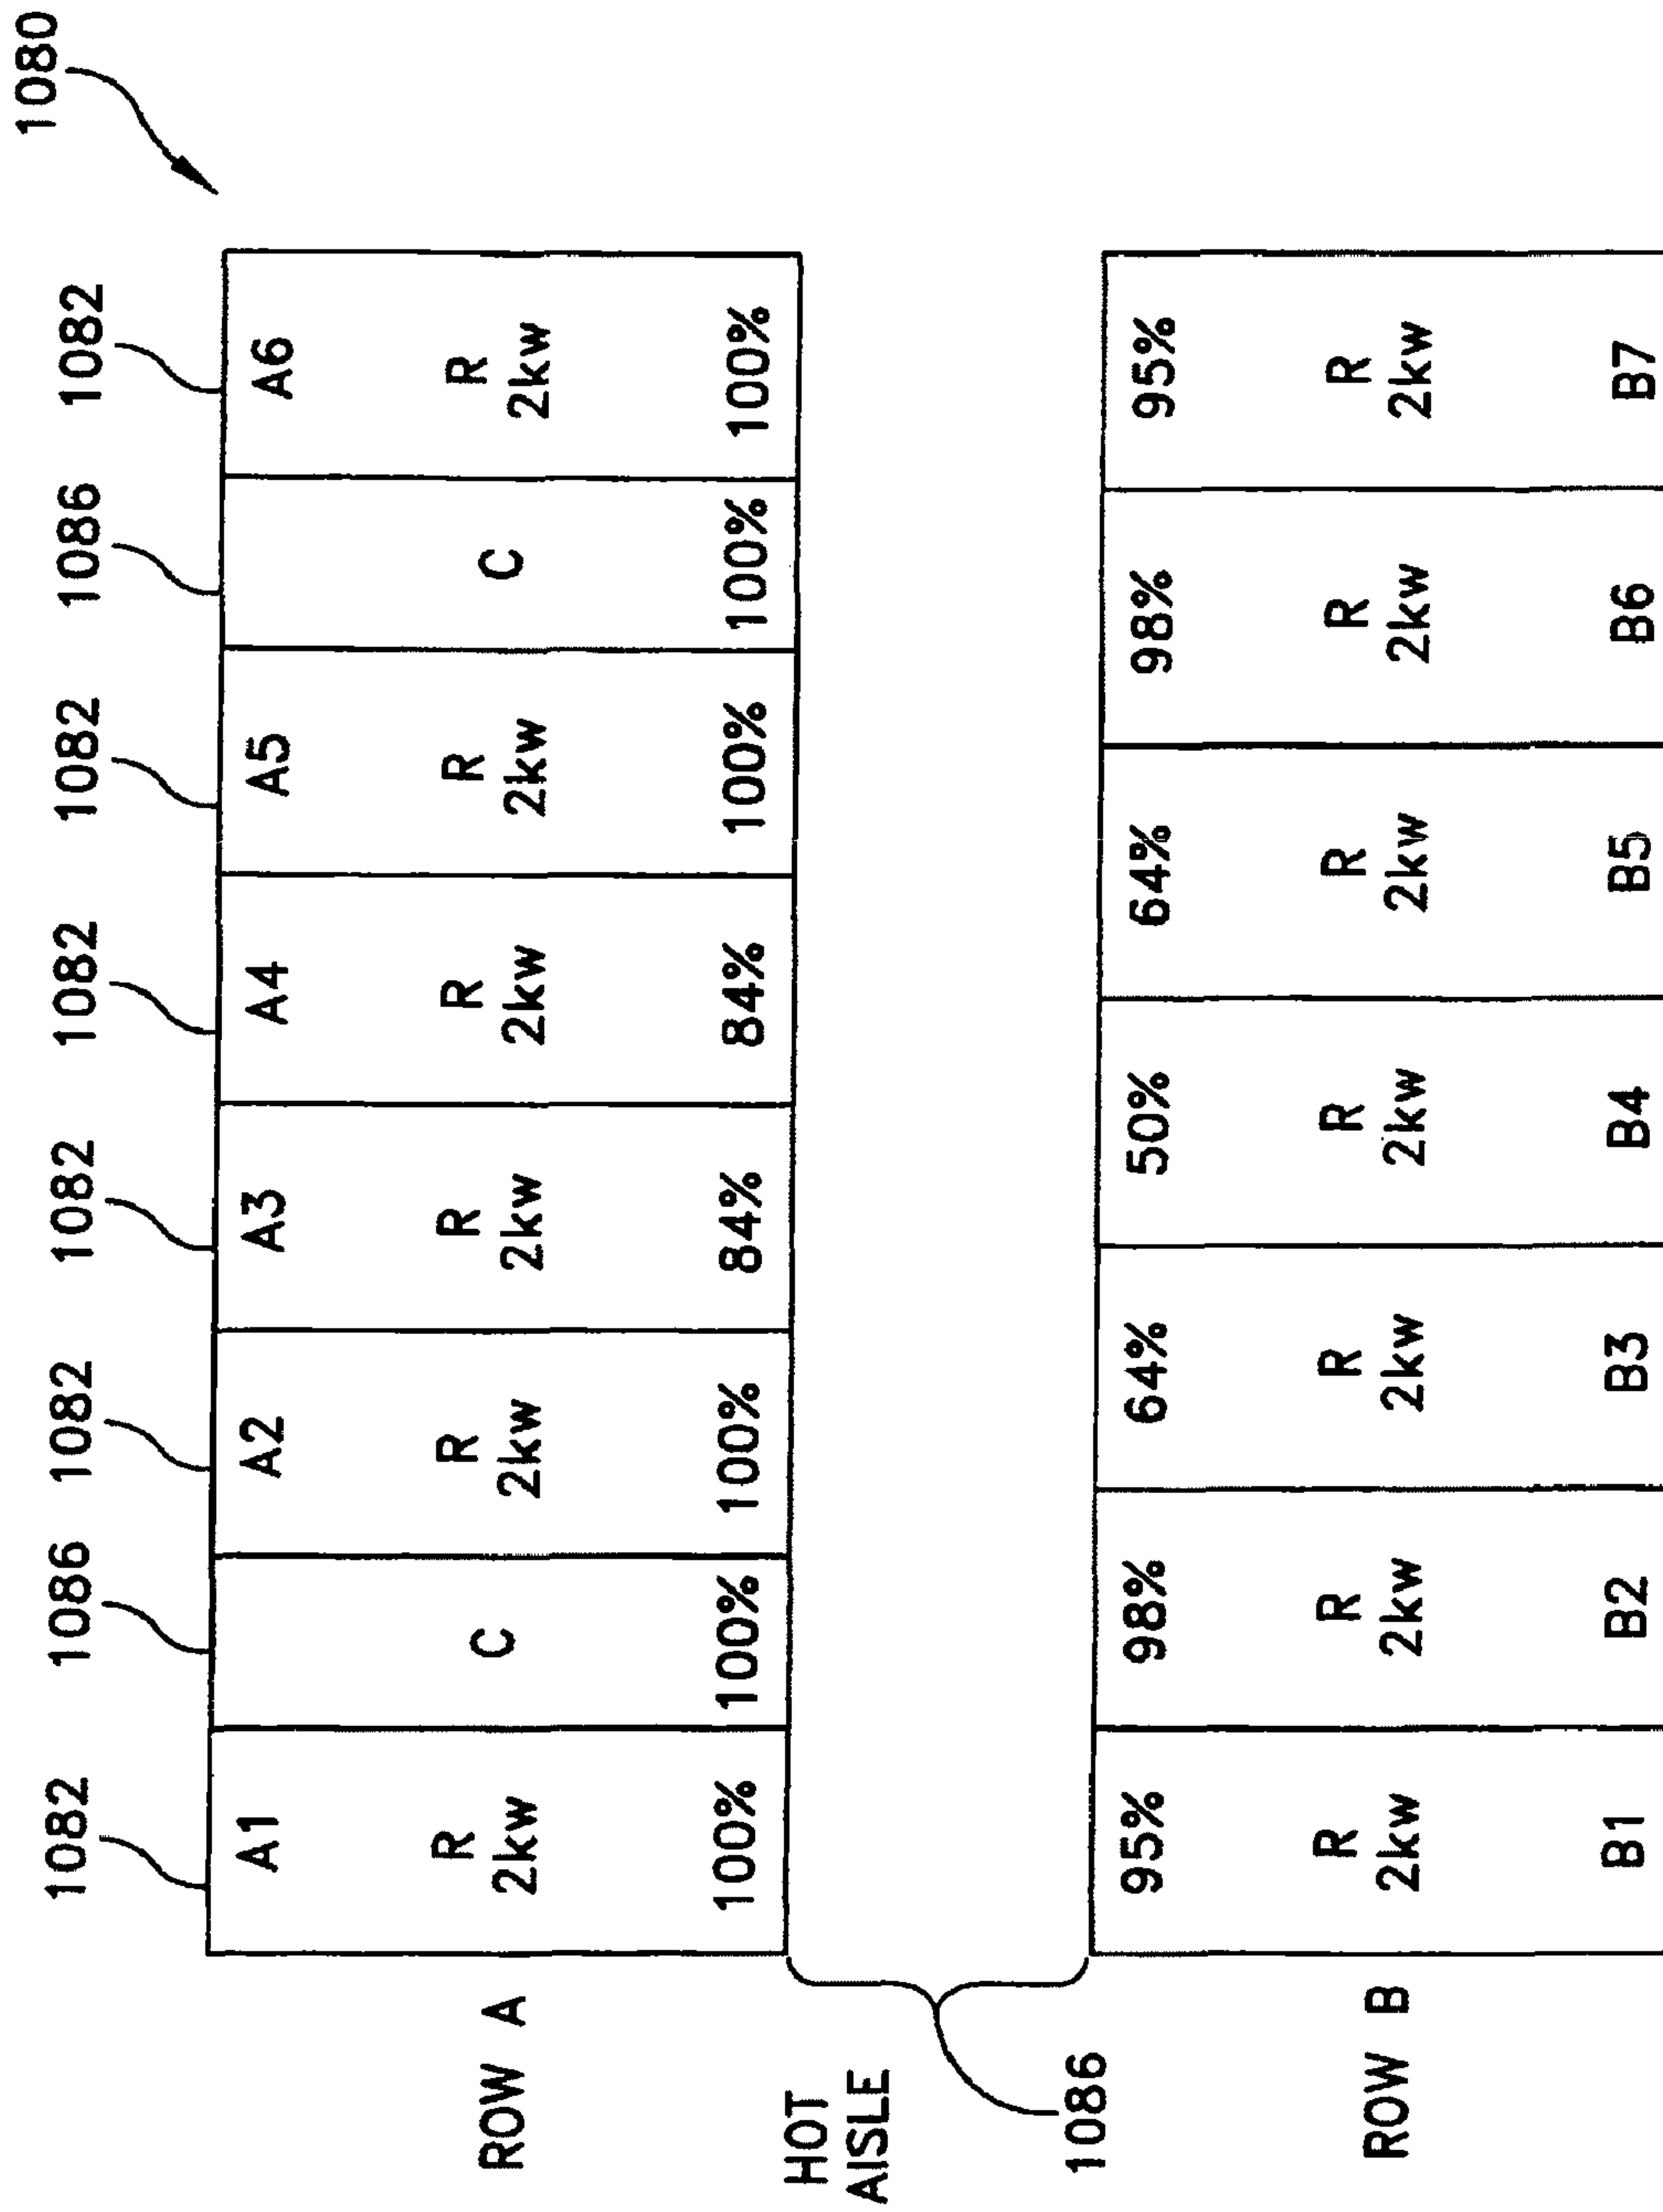 1080
1082
1086
1082
1082
1082
1082
1086
1082
A1
A2
A3
A4
A5
A6
ROW A
R
2kw
C
R
2kw
R
2kw
R
2kw
R
2kw
C
R
2kw
100%
100%
100%
84%
84%
100%
100%
100%
HOT
AISLE
1086
95%
98%
64%
50%
64%
98%
95%
ROW B
R
2kw
R
2kw
R
2kw
R
2kw
R
2kw
R
2kw
R
2kw
B1
B2
B3
B4
B5
B6
B7